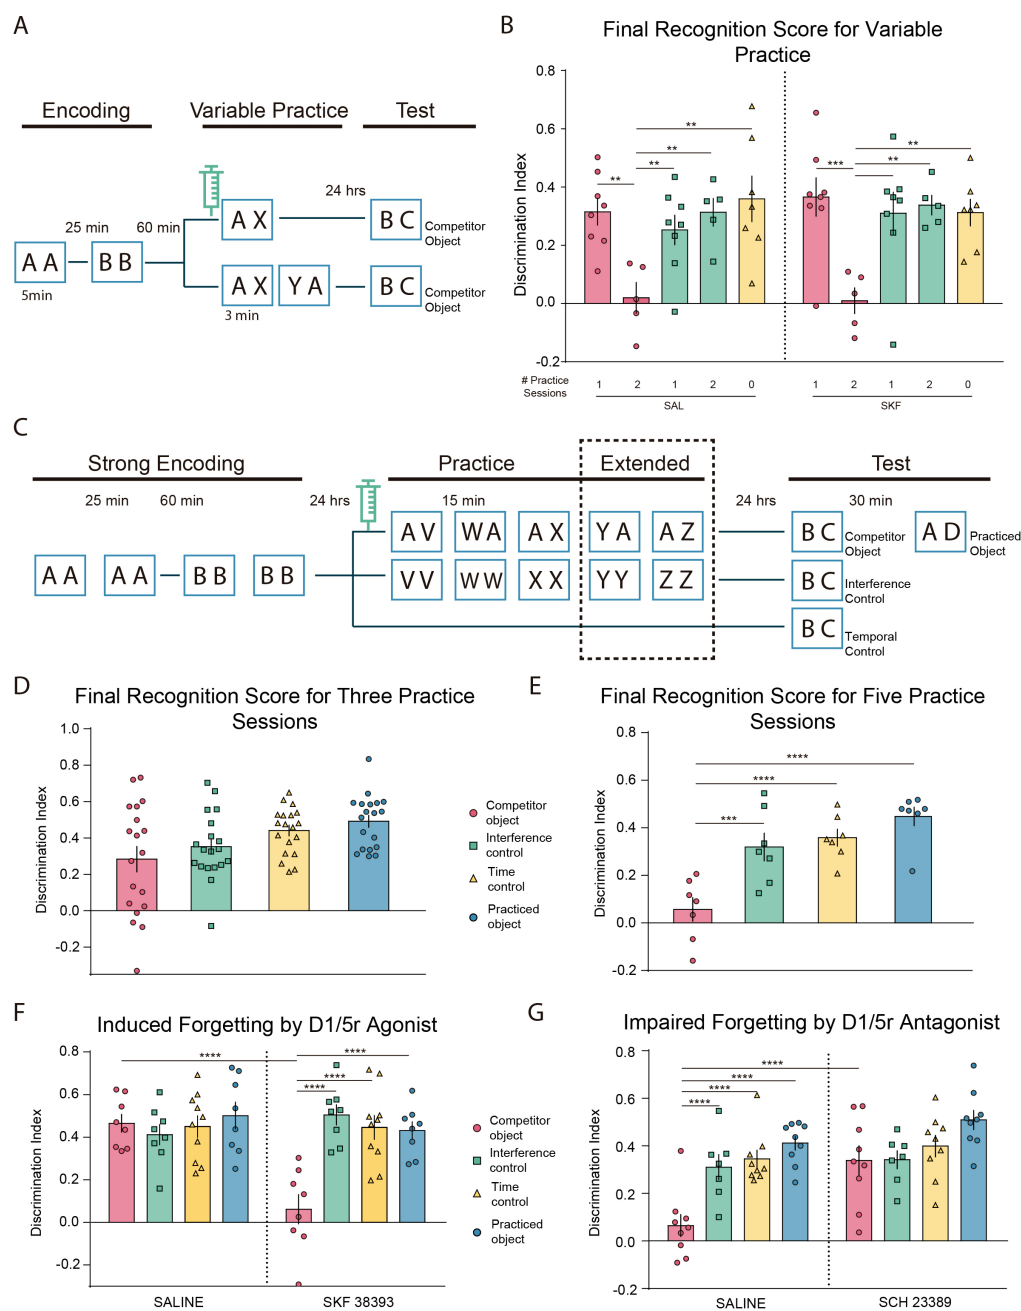 A
Encoding
Variable Practice
Test
25 min
60 min
24 hrs
A A
B B
A X
B C
Competitor
Object
5min
A X
Y A
B C
Competitor
Object
3 min
B
Final Recognition Score for Variable
Practice
Discrimination Index
0.8
0.6
0.4
0.2
0.0
-0.2
**
**
**
**
***
**
**
# Practice
Sessions
1 2 1 2 0 1 2 1 2 0
SAL
SKF
C
Strong Encoding
Practice
Extended
Test
25 min
60 min
24 hrs
15 min
24 hrs
30 min
A A
A A
B B
B B
A V
W A
A X
Y A
A Z
B C
Competitor
Object
A D
Practiced
Object
V V
W W
X X
Y Y
Z Z
B C
Interference
Control
B C
Temporal
Control
D
Final Recognition Score for Three Practice
Sessions
Discrimination Index
1.0
0.8
0.6
0.4
0.2
0.0
-0.2
Competitor
object
Interference
control
Time
control
Practiced
object
E
Final Recognition Score for Five Practice
Sessions
Discrimination Index
0.8
0.6
0.4
0.2
0.0
-0.2
****
****
***
F
Induced Forgetting by D1/5r Agonist
Discrimination Index
0.8
0.6
0.4
0.2
0.0
-0.2
****
****
****
****
SALINE
SKF 38393
Competitor
object
Interference
control
Time
control
Practiced
object
G
Impaired Forgetting by D1/5r Antagonist
Discrimination Index
0.8
0.6
0.4
0.2
0.0
-0.2
****
****
****
****
SALINE
SCH 23389